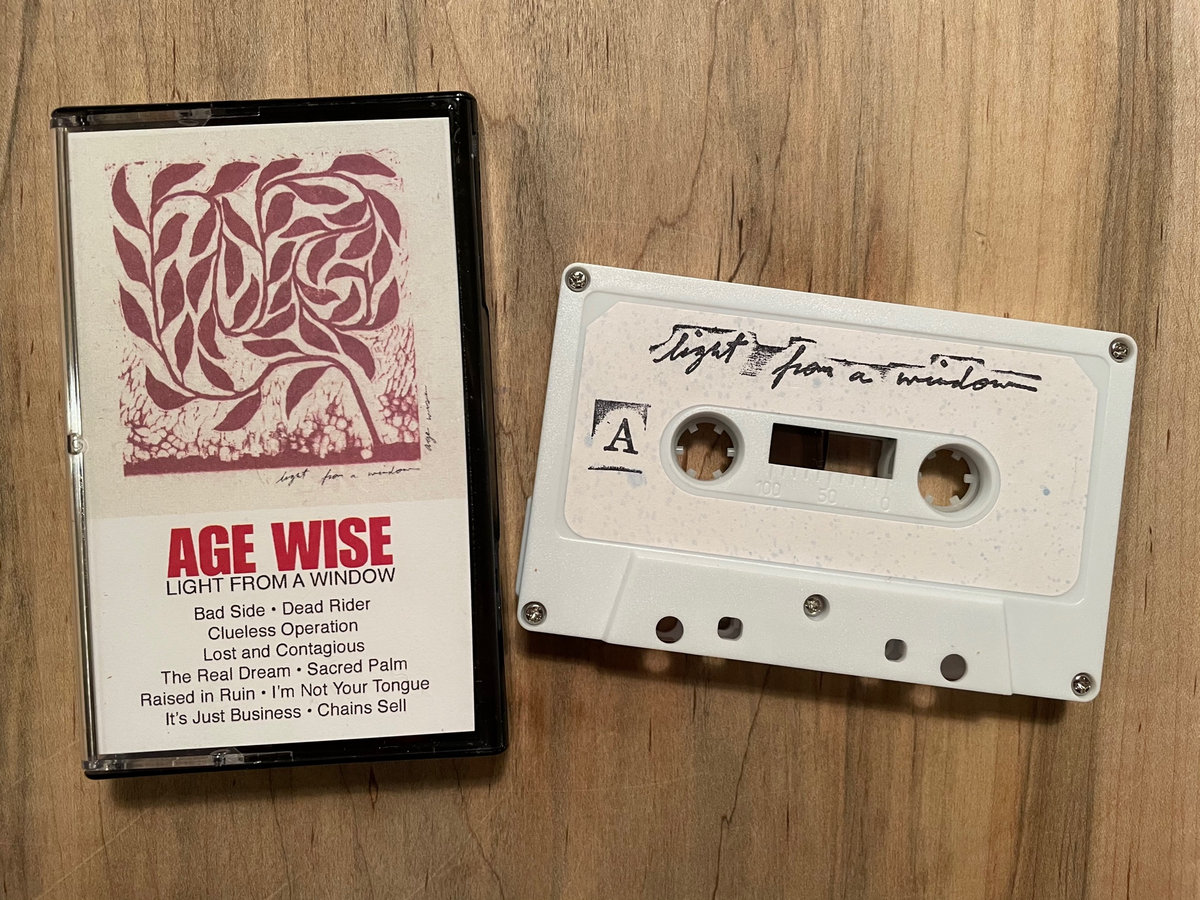 age wise
light from a window
AGE WISE
LIGHT FROM A WINDOW
Bad Side • Dead Rider
Clueless Operation
Lost and Contagious
The Real Dream • Sacred Palm
Raised in Ruin • I'm Not Your Tongue
It's Just Business • Chains Sell
light from a window
A
100 50 0